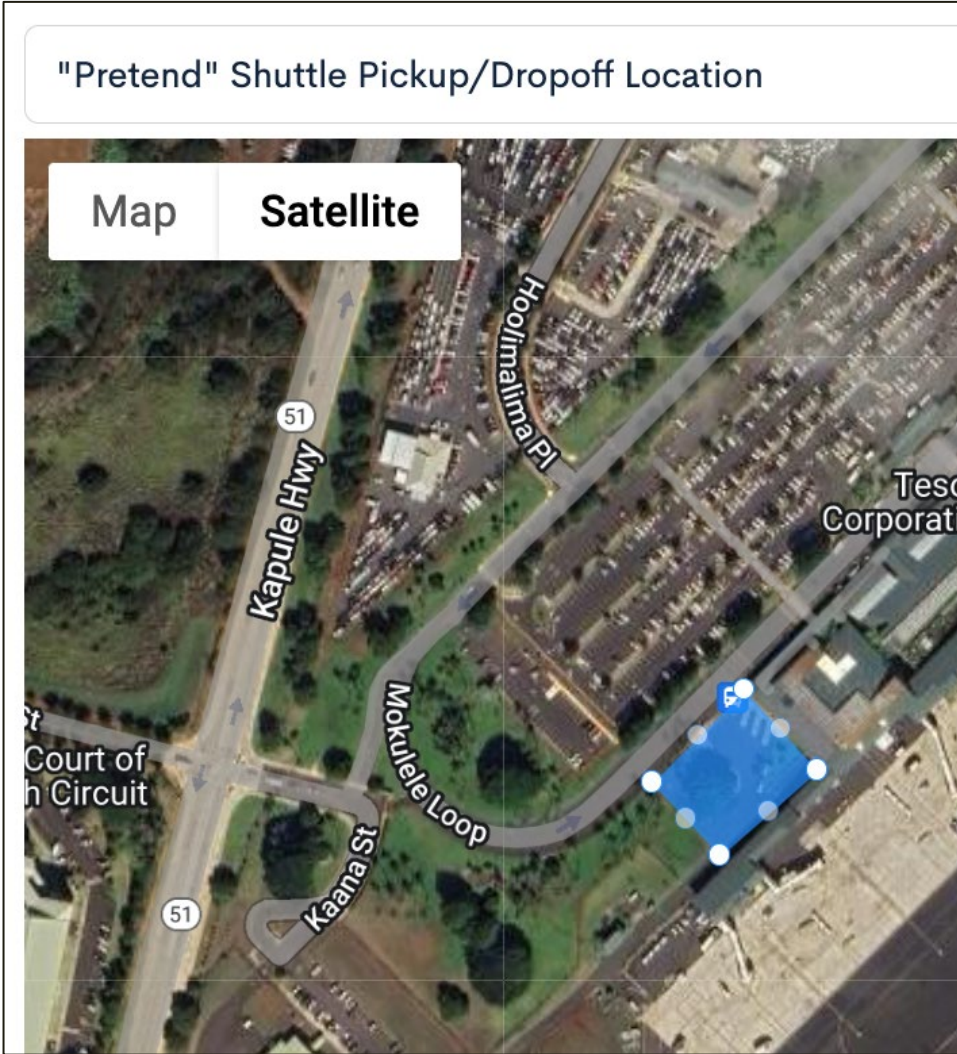 "Pretend" Shuttle Pickup/Dropoff Location
Map
Satellite
Hoolimalima Pl
51
Kapule Hwy
Teso
Corporati
St
Court of
h Circuit
Mokulele Loop
Kaana St
51